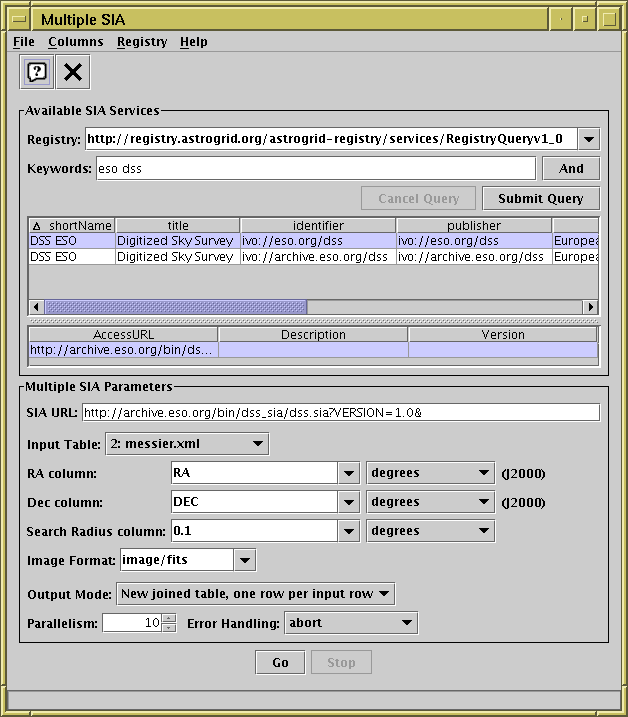 Multiple SIA
File Columns Registry Help
Available SIA Services
Registry: http://registry.astrogrid.org/astrogrid-registry/services/RegistryQueryv1_0
Keywords: eso dss And
Cancel Query Submit Query
Δ shortName title identifier publisher
DSS ESO Digitized Sky Survey ivo://eso.org/dss ivo://eso.org/dss Europea
DSS ESO Digitized Sky Survey ivo://archive.eso.org/dss ivo://archive.eso.org/dss Europea
AccessURL Description Version
http://archive.eso.org/bin/ds...
Multiple SIA Parameters
SIA URL: http://archive.eso.org/bin/dss_sia/dss.sia?VERSION=1.0&
Input Table: 2: messier.xml
RA column: RA degrees (J2000)
Dec column: DEC degrees (J2000)
Search Radius column: 0.1 degrees
Image Format: image/fits
Output Mode: New joined table, one row per input row
Parallelism: 10 Error Handling: abort
Go Stop